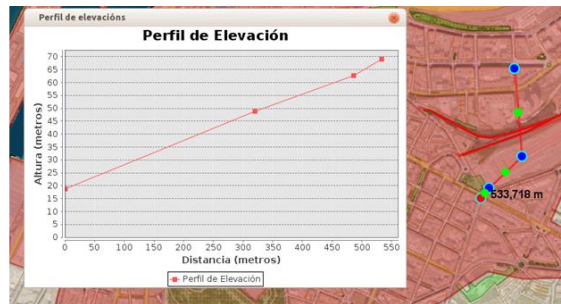 Perfil de elevacións
Perfil de Elevación
Altura (metros)
70
65
60
55
50
45
40
35
30
25
20
15
10
5
0
0 50 100 150 200 250 300 350 400 450 500 550
Distancia (metros)
Perfil de Elevación
533,718 m